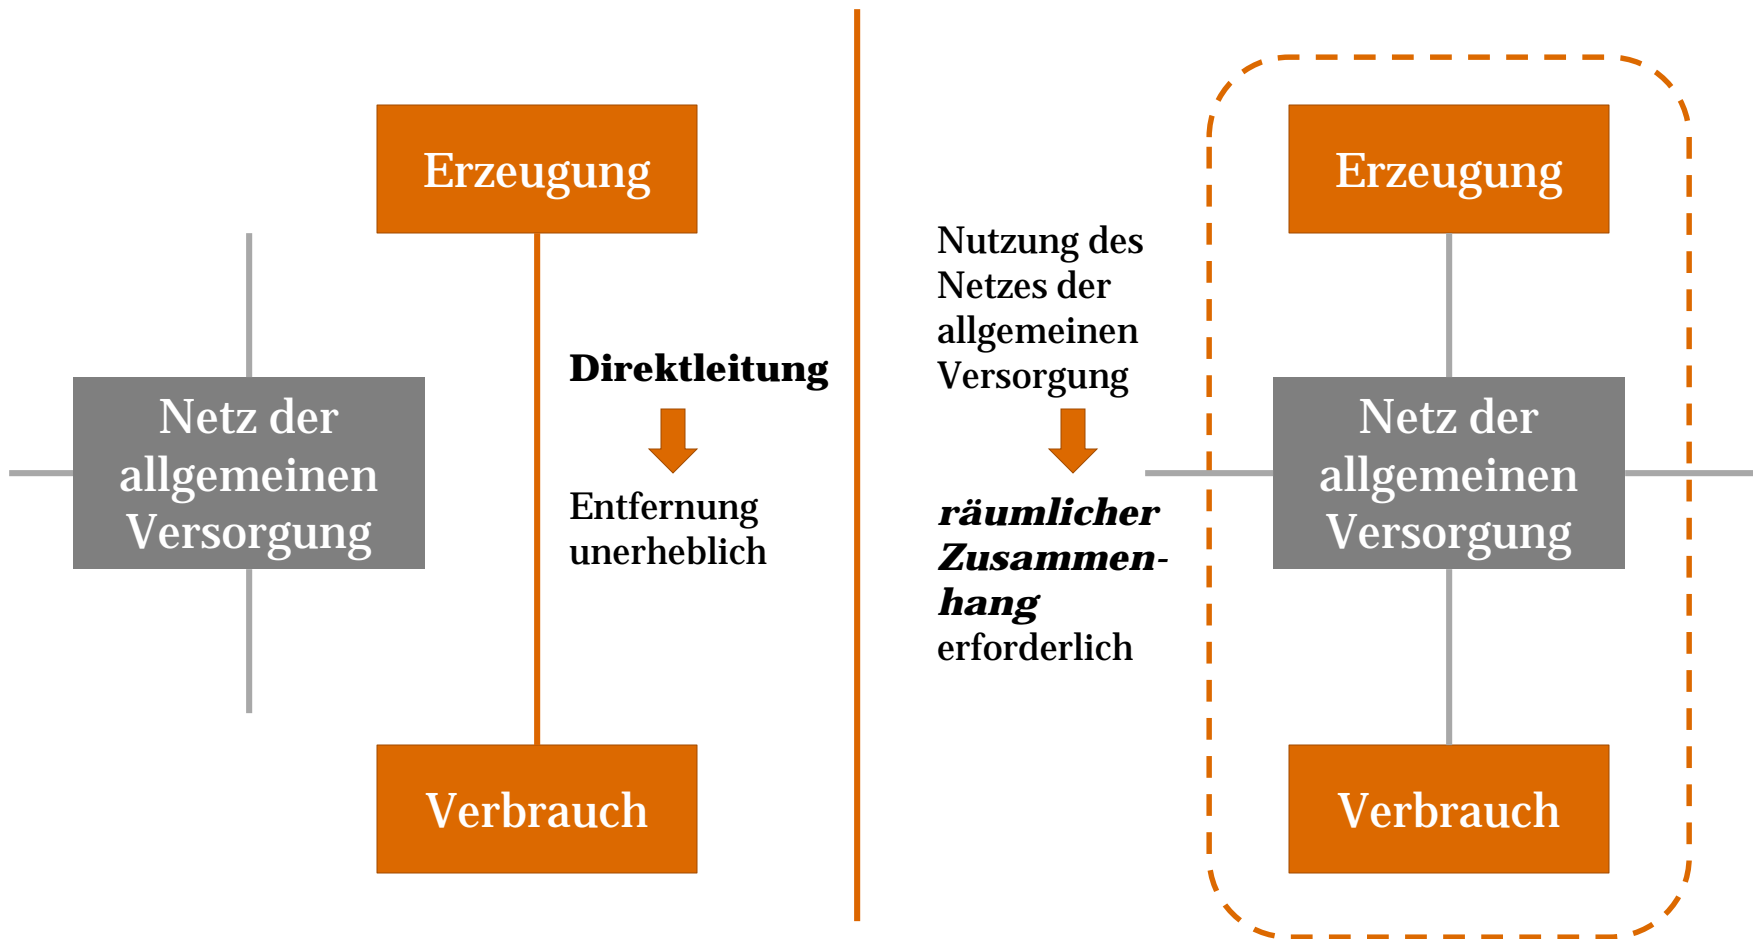 Erzeugung
Direktleitung
Netz der
allgemeinen
Versorgung
Entfernung
unerheblich
Verbrauch
Erzeugung
Nutzung des
Netzes der
allgemeinen
Versorgung
räumlicher
Zusammen-
hang
erforderlich
Netz der
allgemeinen
Versorgung
Verbrauch